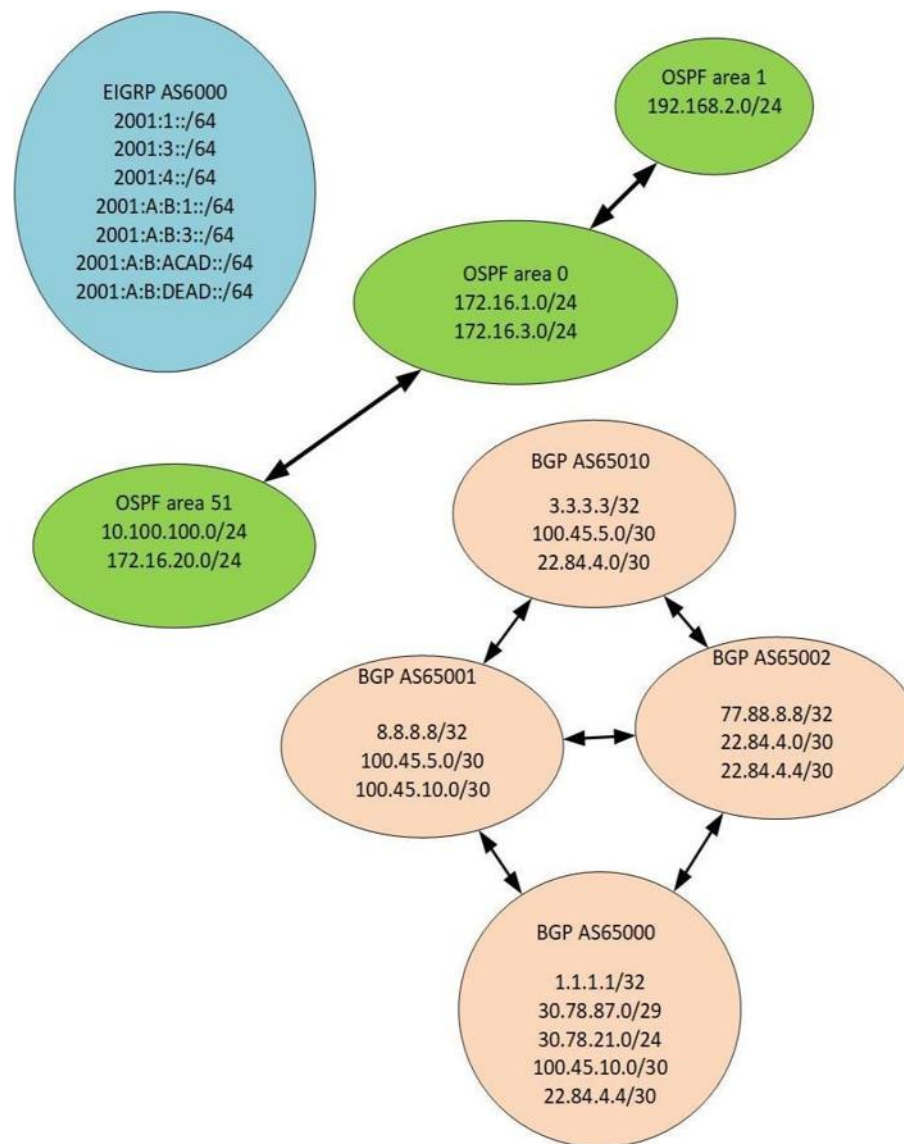 EIGRP AS6000
2001:1::/64
2001:3::/64
2001:4::/64
2001:A:B:1::/64
2001:A:B:3::/64
2001:A:B:ACAD::/64
2001:A:B:DEAD::/64
OSPF area 1
192.168.2.0/24
OSPF area 0
172.16.1.0/24
172.16.3.0/24
OSPF area 51
10.100.100.0/24
172.16.20.0/24
BGP AS65010
3.3.3.3/32
100.45.5.0/30
22.84.4.0/30
BGP AS65001
8.8.8.8/32
100.45.5.0/30
100.45.10.0/30
BGP AS65002
77.88.8.8/32
22.84.4.0/30
22.84.4.4/30
BGP AS65000
1.1.1.1/32
30.78.87.0/29
30.78.21.0/24
100.45.10.0/30
22.84.4.4/30